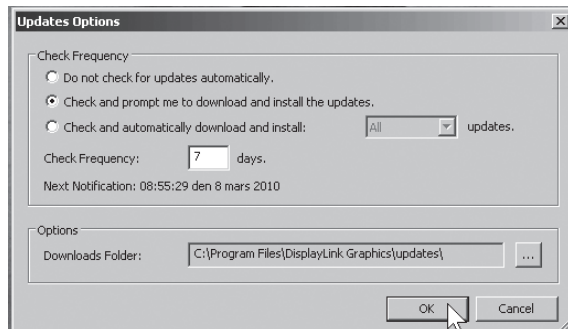 Updates Options
Check Frequency
Do not check for updates automatically.
Check and prompt me to download and install the updates.
Check and automatically download and install: All updates.
Check Frequency: 7 days.
Next Notification: 08:55:29 den 8 mars 2010
Options
Downloads Folder: C:\Program Files\DisplayLink Graphics\updates\ ...
OK Cancel